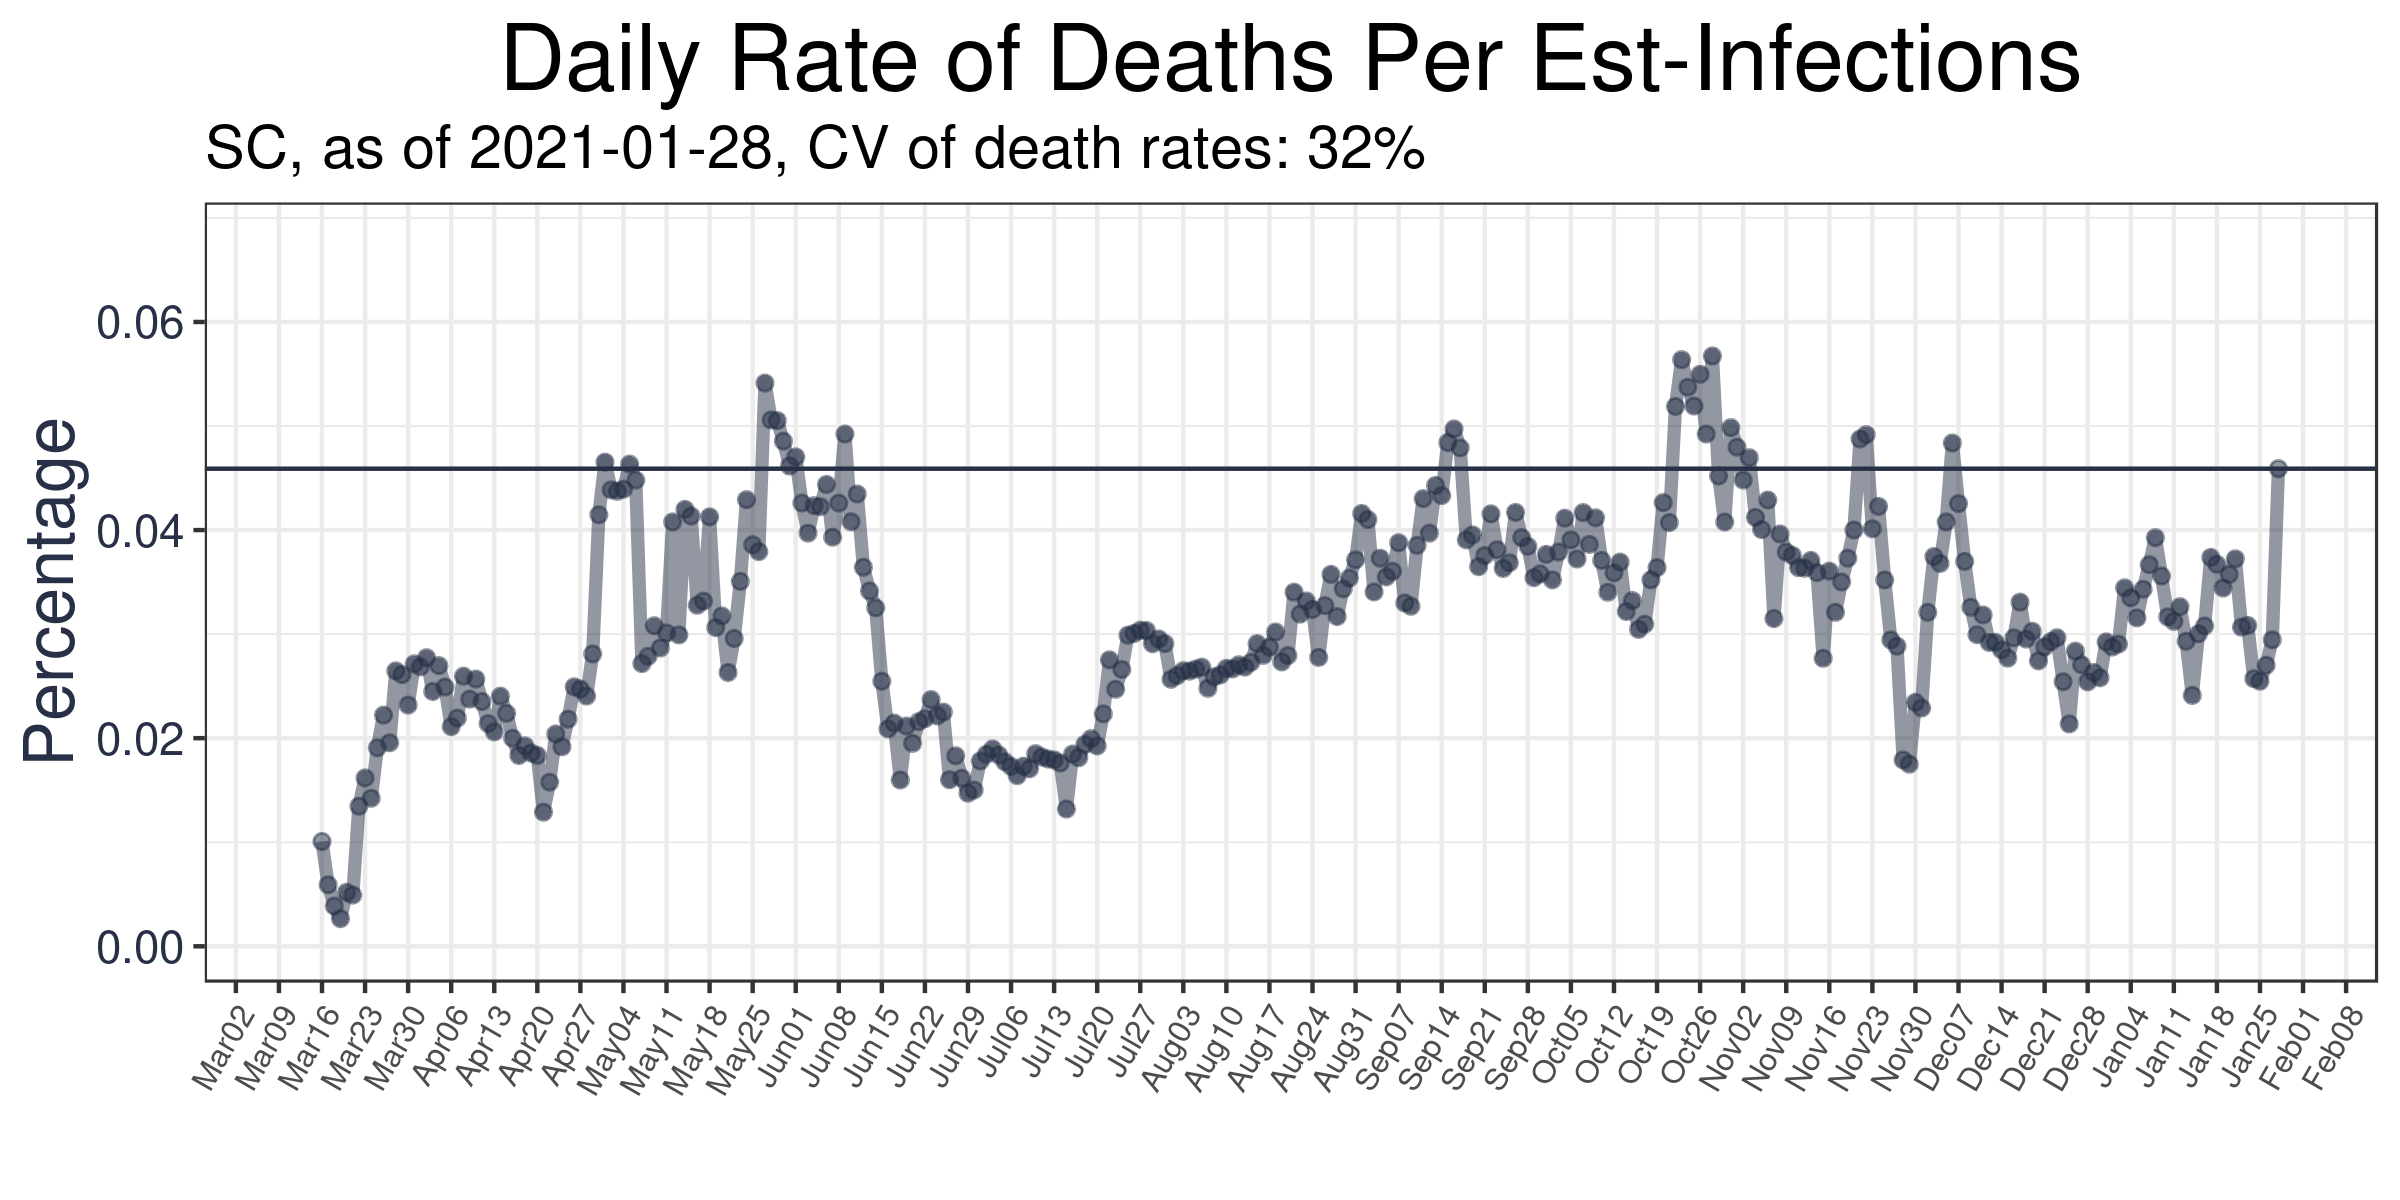 Daily Rate of Deaths Per Est-Infections
SC, as of 2021-01-28, CV of death rates: 32%
Percentage
0.06
0.04
0.02
0.00
Mar02
Mar09
Mar16
Mar23
Mar30
Apr06
Apr13
Apr20
Apr27
May04
May11
May18
May25
Jun01
Jun08
Jun15
Jun22
Jun29
Jul06
Jul13
Jul20
Jul27
Aug03
Aug10
Aug17
Aug24
Aug31
Sep07
Sep14
Sep21
Sep28
Oct05
Oct12
Oct19
Oct26
Nov02
Nov09
Nov16
Nov23
Nov30
Dec07
Dec14
Dec21
Dec28
Jan04
Jan11
Jan18
Jan25
Feb01
Feb08